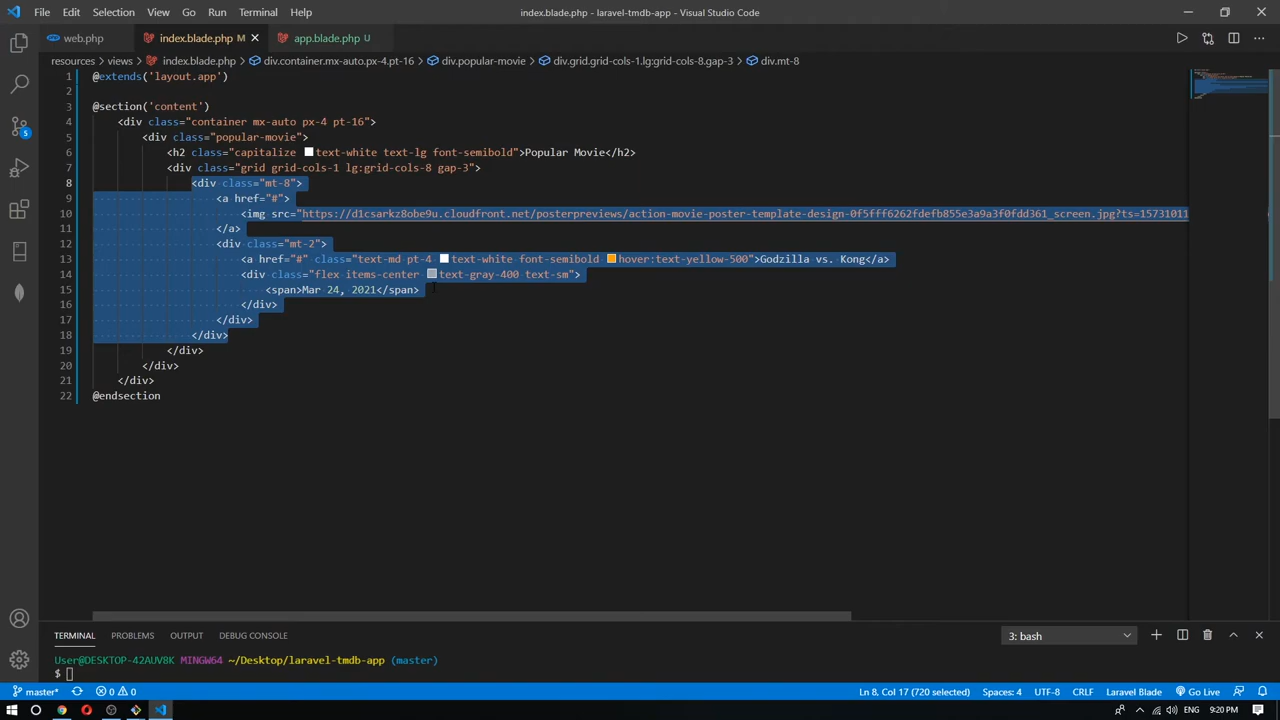 File Edit Selection View Go Run Terminal Help index.blade.php - laravel-tmdb-app - Visual Studio Code
web.php index.blade.php M app.blade.php U
resources > views > index.blade.php > div.container.mx-auto.px-4.pt-16 > div.popular-movie > div.grid.grid-cols-1.lg:grid-cols-8.gap-3 > div.mt-8
1 @extends('layout.app')
2
3 @section('content')
4 <div class="container mx-auto px-4 pt-16">
5 <div class="popular-movie">
6 <h2 class="capitalize text-white text-lg font-semibold">Popular Movie</h2>
7 <div class="grid grid-cols-1 lg:grid-cols-8 gap-3">
8 <div class="mt-8">
9 <a href="#">
10 <img src="https://d1csarkz8obe9u.cloudfront.net/posterpreviews/action-movie-poster-template-design-0f5fff6262fdefb855e3a9a3f0fdd361_screen.jpg?ts=15731011
11 </a>
12 <div class="mt-2">
13 <a href="#" class="text-md pt-4 text-white font-semibold hover:text-yellow-500">Godzilla vs. Kong</a>
14 <div class="flex items-center text-gray-400 text-sm">
15 <span>Mar 24, 2021</span>
16 </div>
17 </div>
18 </div>
19 </div>
20 </div>
21 </div>
22 @endsection
TERMINAL PROBLEMS OUTPUT DEBUG CONSOLE 3: bash
User@DESKTOP-42AUV8K MINGW64 ~/Desktop/laravel-tmdb-app (master)
$
master* 0 0 Ln 8, Col 17 (720 selected) Spaces: 4 UTF-8 CRLF Laravel Blade Go Live
9:20 PM